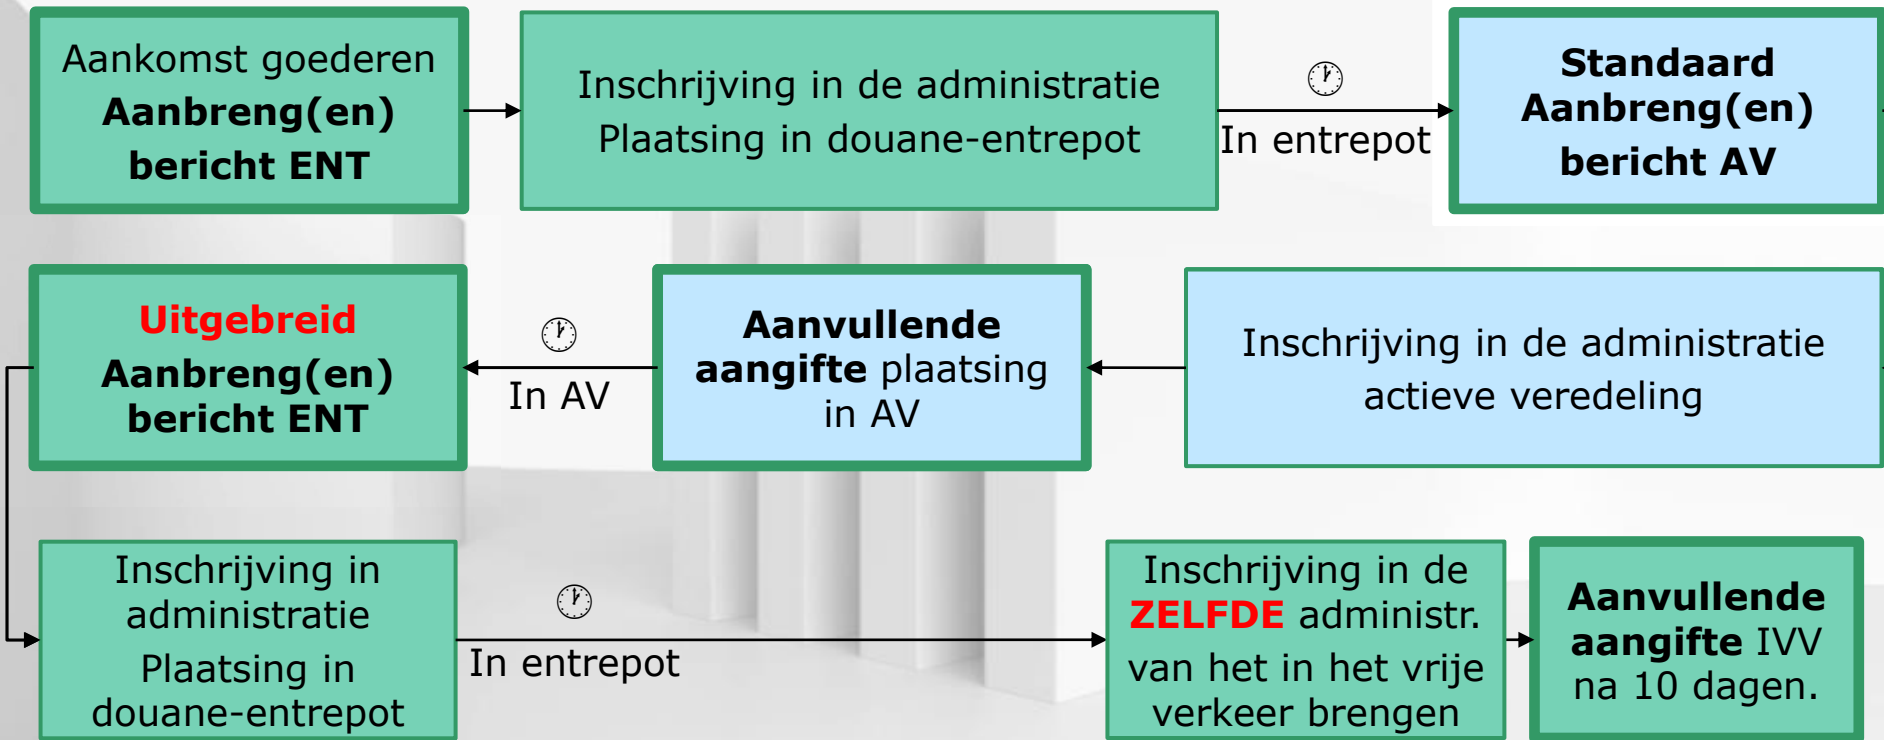 Aankomst goederen
Aanbreng(en)
bericht ENT
Inschrijving in de administratie
Plaatsing in douane-entrepot
In entrepot
Standaard
Aanbreng(en)
bericht AV
Uitgebreid
Aanbreng(en)
bericht ENT
In AV
Aanvullende
aangifte plaatsing
in AV
Inschrijving in de administratie
actieve veredeling
Inschrijving in
administratie
Plaatsing in
douane-entrepot
In entrepot
Inschrijving in de
ZELFDE administr.
van het in het vrije
verkeer brengen
Aanvullende
aangifte IVV
na 10 dagen.